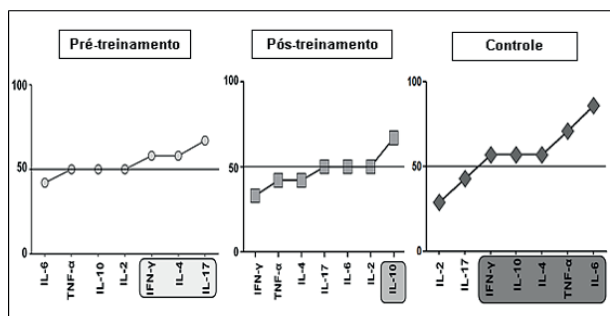 Pré-treinamento
100
50
0
IL-6
TNF-α
IL-10
IL-2
IFN-γ
IL-4
IL-17
Pós-treinamento
100
50
0
IFN-γ
TNF-α
IL-4
IL-17
IL-6
IL-2
IL-10
Controle
100
50
0
IL-2
IL-17
IFN-γ
IL-10
IL-4
TNF-α
IL-6